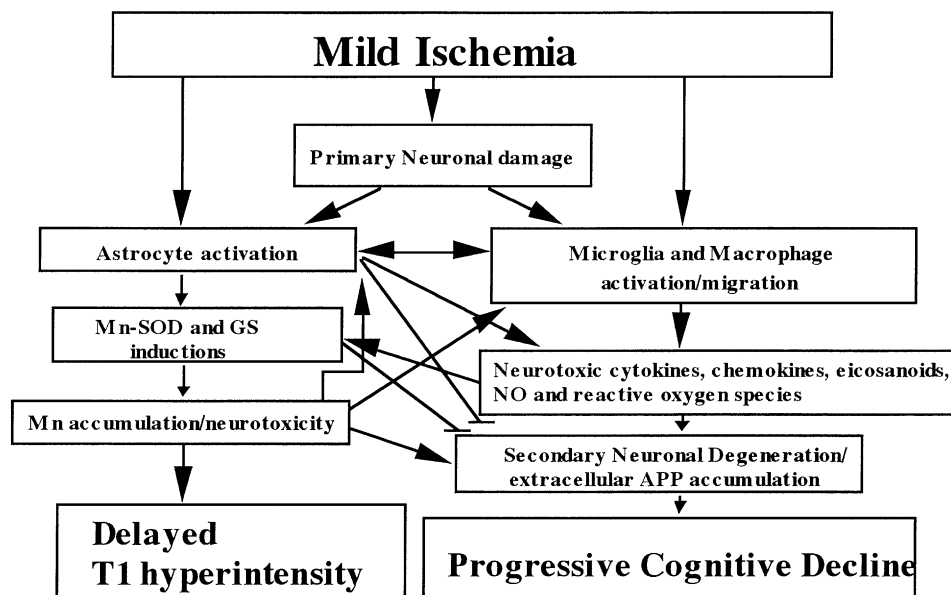 Mild Ischemia
Primary Neuronal damage
Astrocyte activation
Microglia and Macrophage
activation/migration
Mn-SOD and GS
inductions
Neurotoxic cytokines, chemokines, eicosanoids,
NO and reactive oxygen species
Mn accumulation/neurotoxicity
Secondary Neuronal Degeneration/
extracellular APP accumulation
Delayed
T1 hyperintensity
Progressive Cognitive Decline